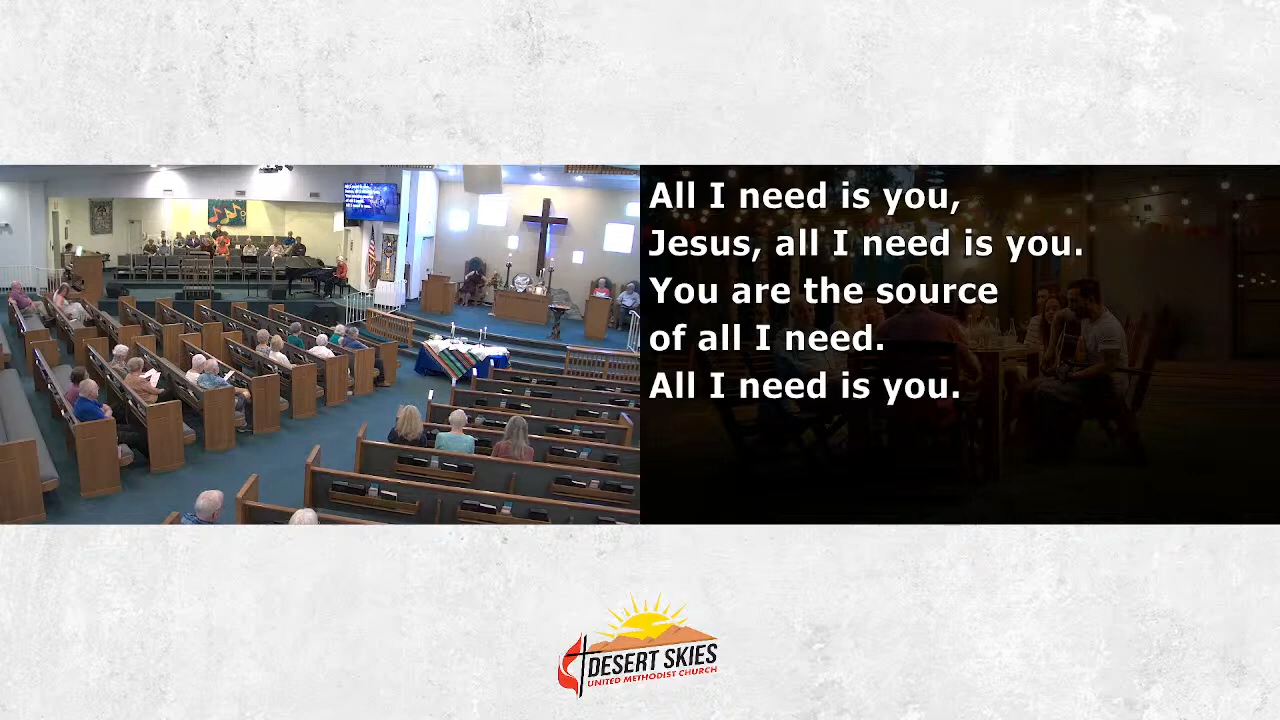 All I need is you,
Jesus, all I need is you.
You are the source
of all I need.
All I need is you.
DESERT SKIES
UNITED METHODIST CHURCH